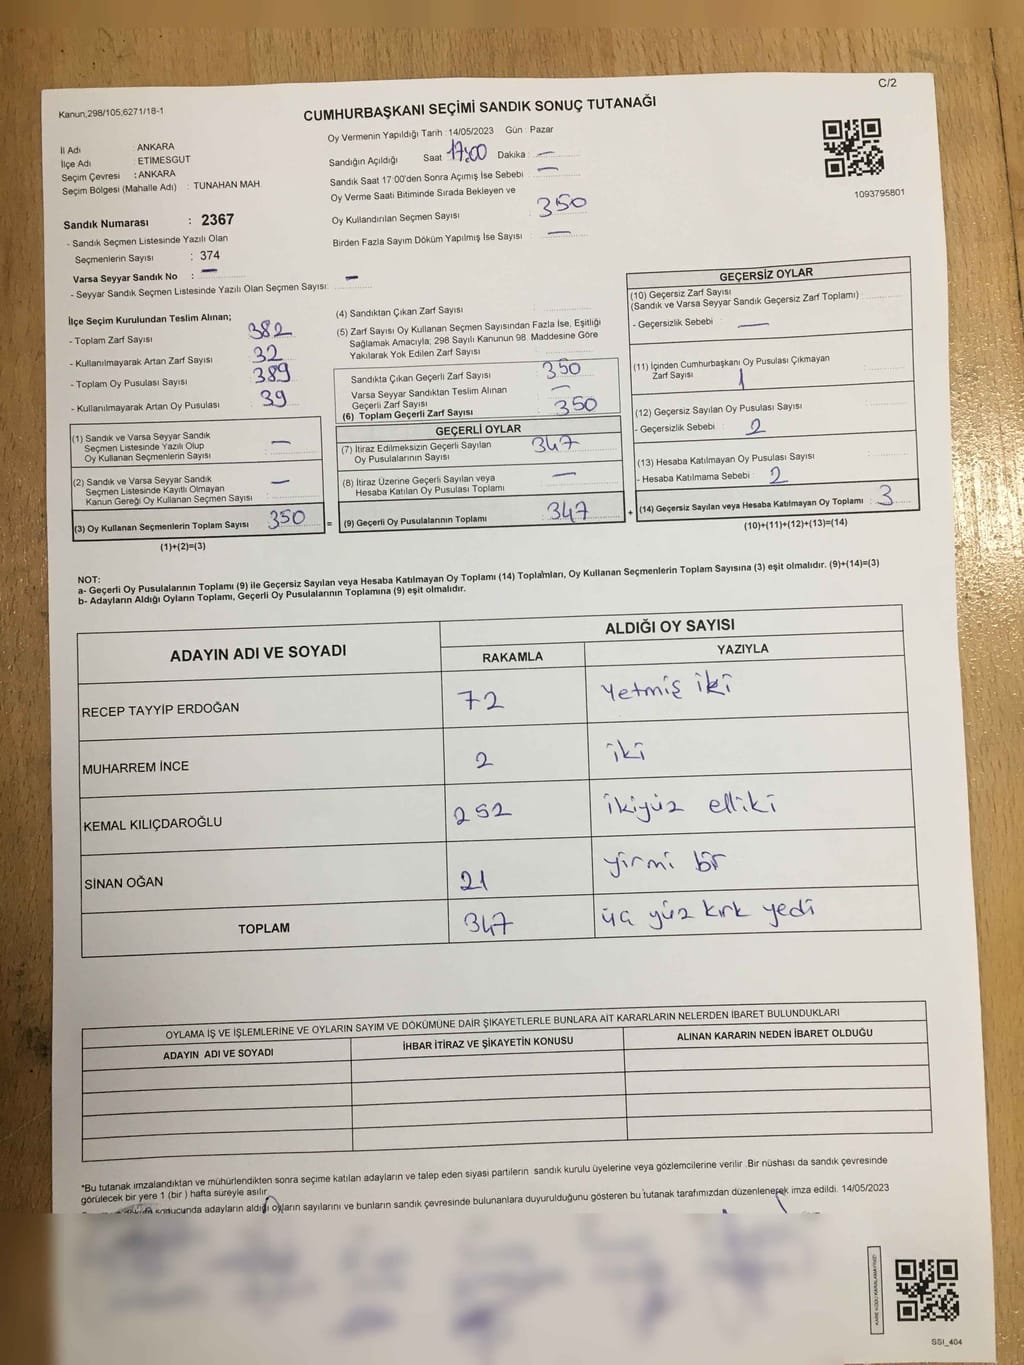 C/2
Kanun;298/105;6271/18-1
CUMHURBAŞKANI SEÇİMİ SANDIK SONUÇ TUTANAĞI
İl Adı : ANKARA
İlçe Adı : ETIMESGUT
Seçim Çevresi : ANKARA
Seçim Bölgesi (Mahalle Adı) : TUNAHAN MAH.
Oy Vermenin Yapıldığı Tarih : 14/05/2023 Gün : Pazar
Sandığın Açıldığı Saat 17:00 Dakika : —
Sandık Saat 17:00'den Sonra Açımış İse Sebebi : —
Oy Verme Saati Bitiminde Sırada Bekleyen ve
Oy Kullandırılan Seçmen Sayısı : 350
Birden Fazla Sayım Döküm Yapılmış İse Sayısı : —
1093795801
Sandık Numarası : 2367
- Sandık Seçmen Listesinde Yazılı Olan
Seçmenlerin Sayısı : 374
Varsa Seyyar Sandık No : —
- Seyyar Sandık Seçmen Listesinde Yazılı Olan Seçmen Sayısı: —
İlçe Seçim Kurulundan Teslim Alınan;
- Toplam Zarf Sayısı : 382
- Kullanılmayarak Artan Zarf Sayısı : 32
- Toplam Oy Pusulası Sayısı : 389
- Kullanılmayarak Artan Oy Pusulası : 39
(1) Sandık ve Varsa Seyyar Sandık
Seçmen Listesinde Yazılı Olup
Oy Kullanan Seçmenlerin Sayısı : —
(2) Sandık ve Varsa Seyyar Sandık
Seçmen Listesinde Kayıtlı Olmayan
Kanun Gereği Oy Kullanan Seçmen Sayısı : —
(3) Oy Kullanan Seçmenlerin Toplam Sayısı : 350
(1)+(2)=(3)
(4) Sandıktan Çıkan Zarf Sayısı :
(5) Zarf Sayısı Oy Kullanan Seçmen Sayısından Fazla İse, Eşitliği
Sağlamak Amacıyla; 298 Sayılı Kanunun 98. Maddesine Göre
Yakılarak Yok Edilen Zarf Sayısı :
Sandıkta Çıkan Geçerli Zarf Sayısı : 350
Varsa Seyyar Sandıktan Teslim Alınan
Geçerli Zarf Sayısı : —
(6) Toplam Geçerli Zarf Sayısı : 350
GEÇERLİ OYLAR
(7) İtiraz Edilmeksizin Geçerli Sayılan
Oy Pusulalarının Sayısı : 347
(8) İtiraz Üzerine Geçerli Sayılan veya
Hesaba Katılan Oy Pusulası Toplamı : —
= (9) Geçerli Oy Pusulalarının Toplamı : 347
GEÇERSİZ OYLAR
(10) Geçersiz Zarf Sayısı
(Sandık ve Varsa Seyyar Sandık Geçersiz Zarf Toplamı) :
- Geçersizlik Sebebi : —
(11) İçinden Cumhurbaşkanı Oy Pusulası Çıkmayan
Zarf Sayısı : 1
(12) Geçersiz Sayılan Oy Pusulası Sayısı :
- Geçersizlik Sebebi : 2
(13) Hesaba Katılmayan Oy Pusulası Sayısı :
- Hesaba Katılmama Sebebi : 2
+ (14) Geçersiz Sayılan veya Hesaba Katılmayan Oy Toplamı : 3
(10)+(11)+(12)+(13)=(14)
NOT:
a- Geçerli Oy Pusulalarının Toplamı (9) ile Geçersiz Sayılan veya Hesaba Katılmayan Oy Toplamı (14) Toplamları, Oy Kullanan Seçmenlerin Toplam Sayısına (3) eşit olmalıdır. (9)+(14)=(3)
b- Adayların Aldığı Oyların Toplamı, Geçerli Oy Pusulalarının Toplamına (9) eşit olmalıdır.
ADAYIN ADI VE SOYADI
ALDIĞI OY SAYISI
RAKAMLA YAZIYLA
RECEP TAYYİP ERDOĞAN 72 Yetmiş iki
MUHARREM İNCE 2 iki
KEMAL KILIÇDAROĞLU 252 ikiyüz elliki
SİNAN OĞAN 21 yirmi bir
TOPLAM 347 üç yüz kırk yedi
OYLAMA İŞ VE İŞLEMLERİNE VE OYLARIN SAYIM VE DÖKÜMÜNE DAİR ŞİKAYETLERLE BUNLARA AİT KARARLARIN NELERDEN İBARET BULUNDUKLARI
ADAYIN ADI VE SOYADI İHBAR İTİRAZ VE ŞİKAYETİN KONUSU ALINAN KARARIN NEDEN İBARET OLDUĞU
*Bu tutanak imzalandıktan ve mühürlendikten sonra seçime katılan adayların ve talep eden siyasi partilerin sandık kurulu üyelerine veya gözlemcilerine verilir .Bir nüshası da sandık çevresinde
görülecek bir yere 1 (bir ) hafta süreyle asılır.
sonucunda adayların aldığı oyların sayılarını ve bunların sandık çevresinde bulunanlara duyurulduğunu gösteren bu tutanak tarafımızdan düzenlenerek imza edildi. 14/05/2023
SSI_404